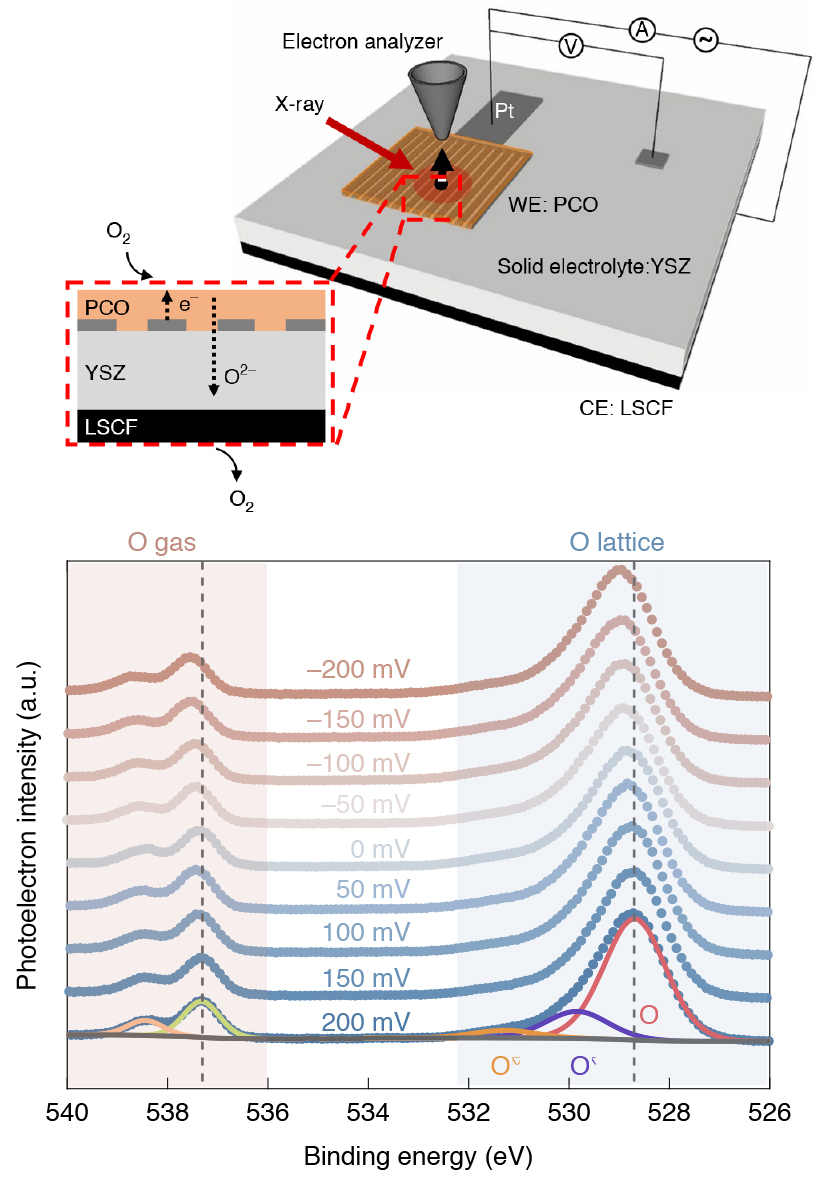 Electron analyzer
A
V
~
X-ray
Pt
WE: PCO
O₂
Solid electrolyte:YSZ
PCO
e⁻
YSZ
O²⁻
LSCF
CE: LSCF
O₂
O gas
O lattice
–200 mV
–150 mV
–100 mV
–50 mV
0 mV
50 mV
100 mV
150 mV
200 mV
O
O
O
Photoelectron intensity (a.u.)
540
538
536
534
532
530
528
526
Binding energy (eV)